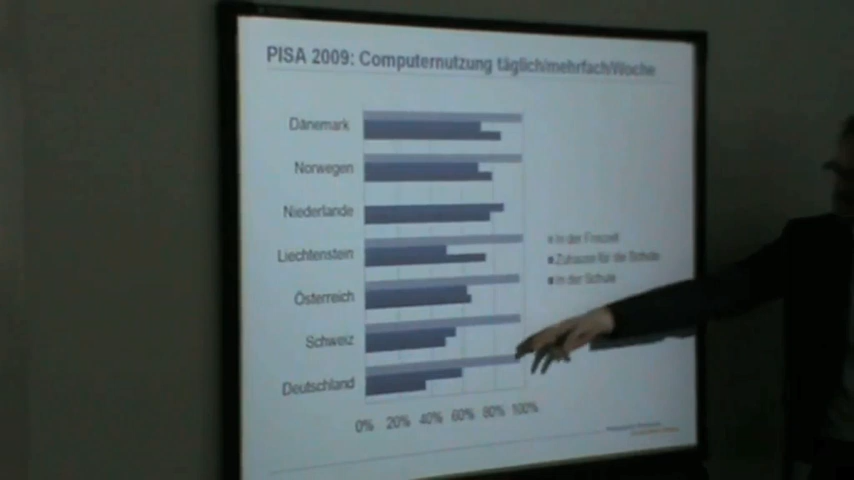 PISA 2009: Computernutzung täglich/mehrfach/Woche
Dänemark
Norwegen
Niederlande
Liechtenstein
Österreich
Schweiz
Deutschland
0% 20% 40% 60% 80% 100%
In der Freizeit
Zuhause für die Schule
In der Schule